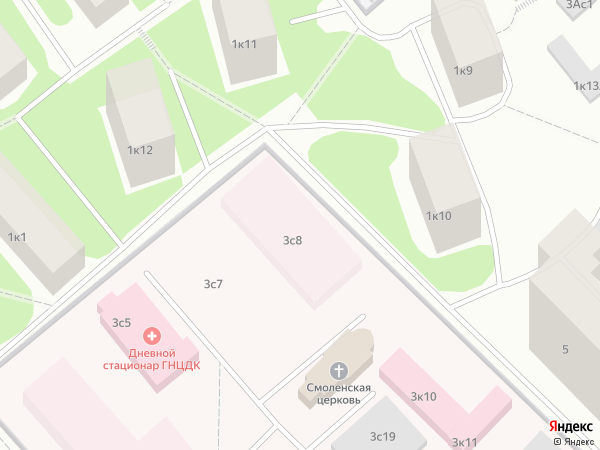 3Ас1
1к11
1к9
1к13
1к12
1к10
1к1
3с8
3с7
3с5
Дневной
стационар ГНЦДК
5
Смоленская
церковь
3к10
3с19
3к11
Яндекс
© Яндекс